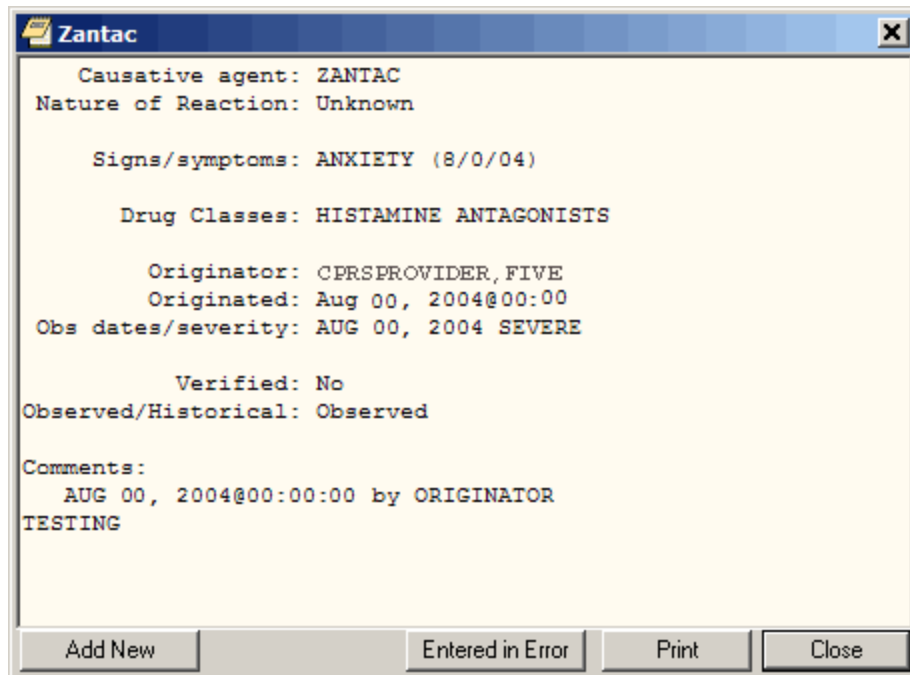 Zantac
Causative agent: ZANTAC
Nature of Reaction: Unknown
Signs/symptoms: ANXIETY (8/0/04)
Drug Classes: HISTAMINE ANTAGONISTS
Originator: CPRSPROVIDER,FIVE
Originated: Aug 00, 2004@00:00
Obs dates/severity: AUG 00, 2004 SEVERE
Verified: No
Observed/Historical: Observed
Comments:
AUG 00, 2004@00:00:00 by ORIGINATOR
TESTING
Add New Entered in Error Print Close